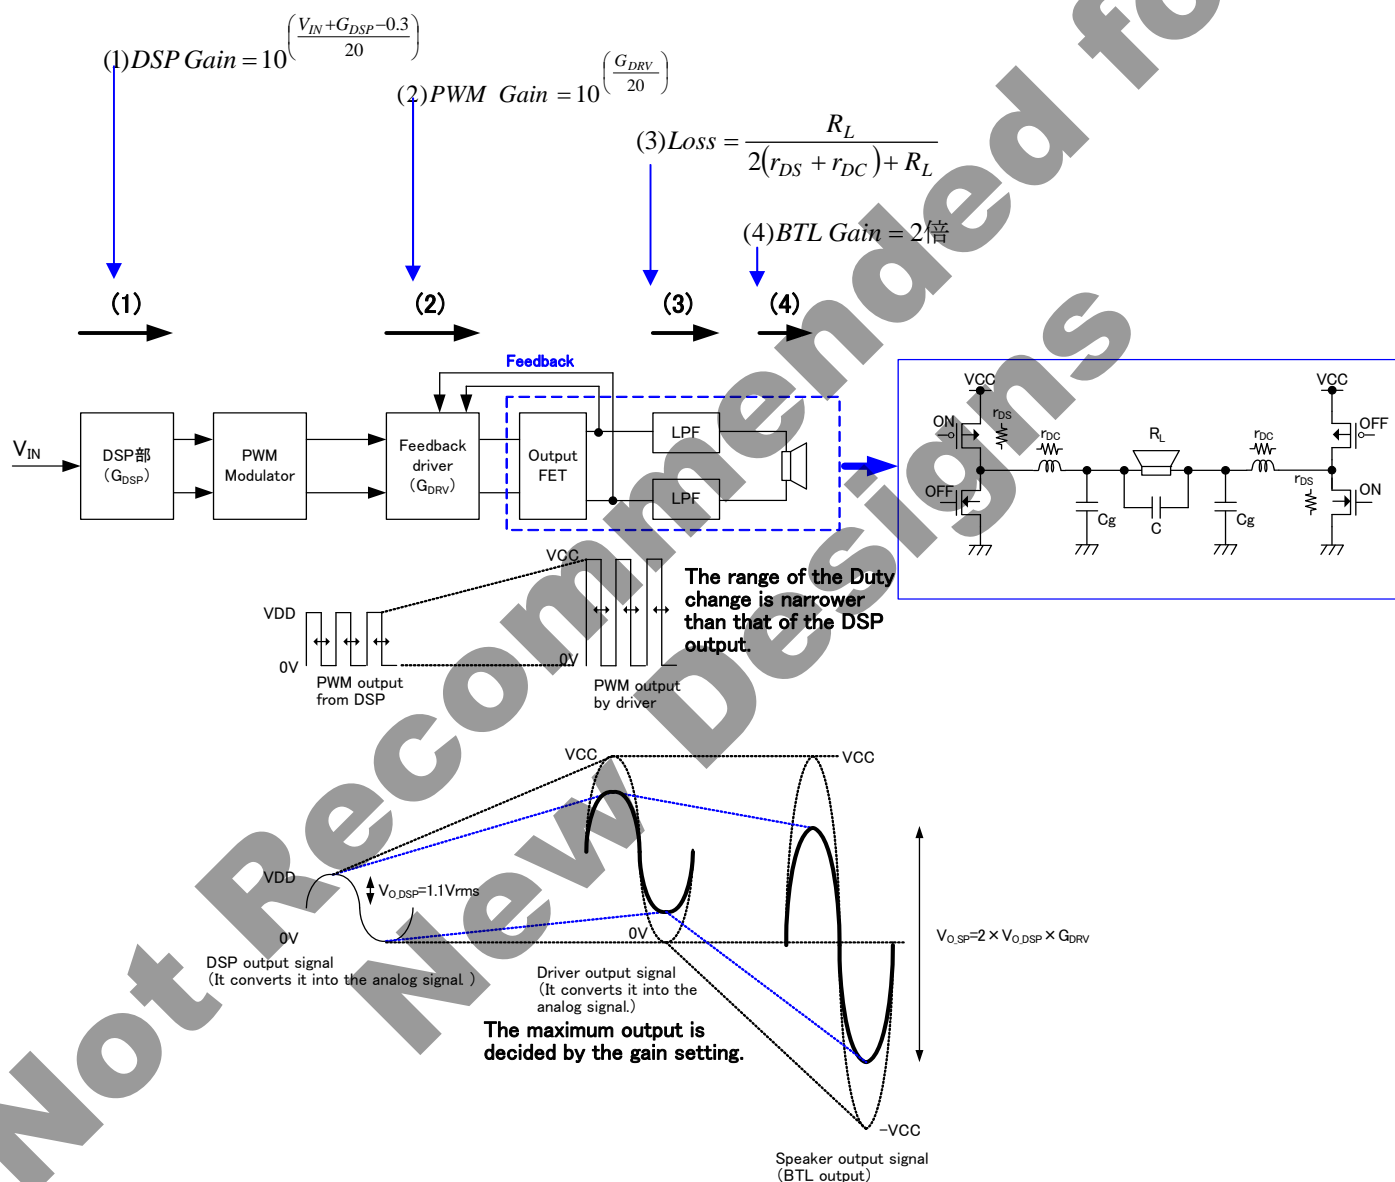 (1) DSP Gain = 10^((V_IN + G_DSP − 0.3)/20)
(2) PWM Gain = 10^(G_DRV/20)
(3) Loss = R_L / (2(r_DS + r_DC) + R_L)
(4) BTL Gain = 2倍
(1)
(2)
(3)
(4)
Feedback
V_IN
DSP部
(G_DSP)
PWM
Modulator
Feedback
driver
(G_DRV)
Output
FET
LPF
LPF
VCC
ON
r_DS
OFF
r_DC
Cg
R_L
C
Cg
r_DC
r_DS
VCC
OFF
ON
VDD
0V
PWM output
from DSP
VCC
0V
PWM output
by driver
The range of the Duty
change is narrower
than that of the DSP
output.
VDD
0V
V_O_DSP=1.1Vrms
DSP output signal
(It converts it into the analog signal.)
VCC
0V
Driver output signal
(It converts it into the
analog signal.)
The maximum output is
decided by the gain setting.
VCC
-VCC
V_O_SP=2×V_O_DSP×G_DRV
Speaker output signal
(BTL output)
Not Recommended for
New Designs